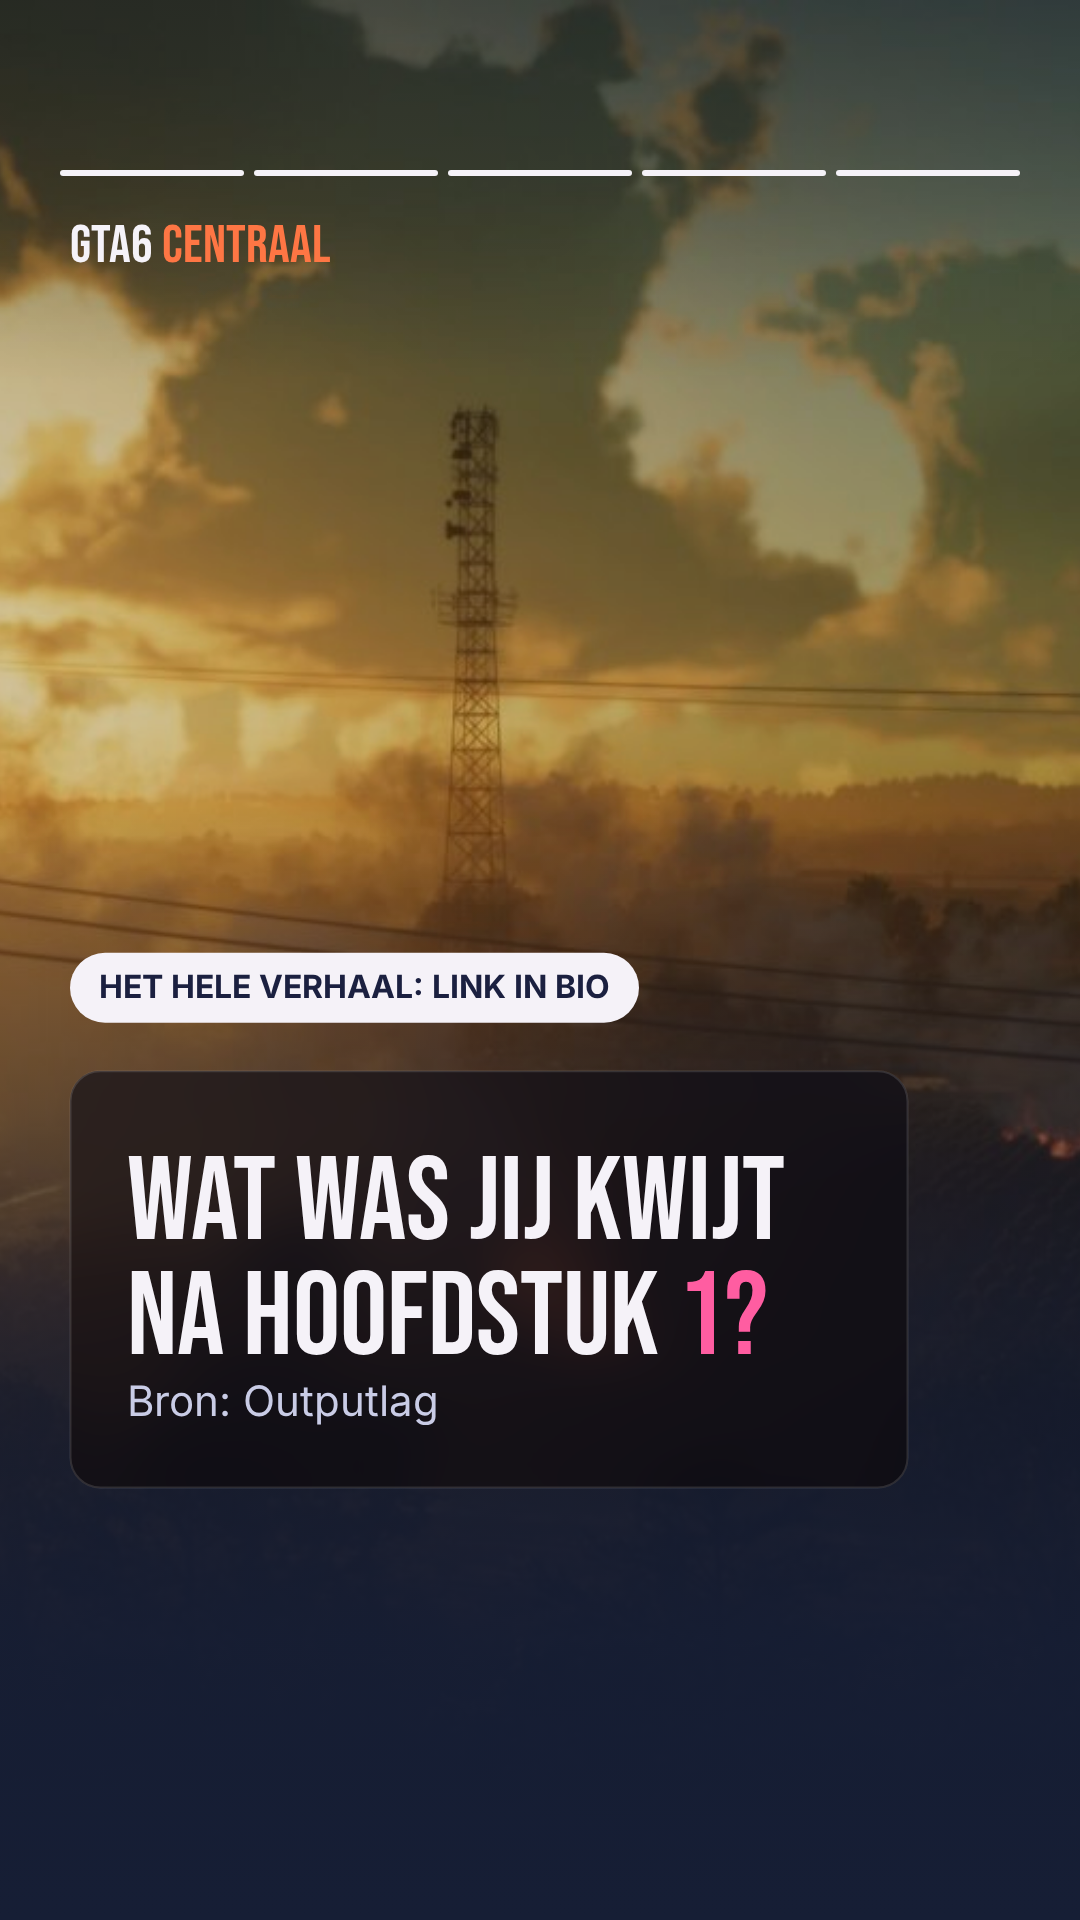 GTA6 CENTRAAL
HET HELE VERHAAL: LINK IN BIO
WAT WAS JIJ KWIJT
NA HOOFDSTUK 1?
Bron: Outputlag